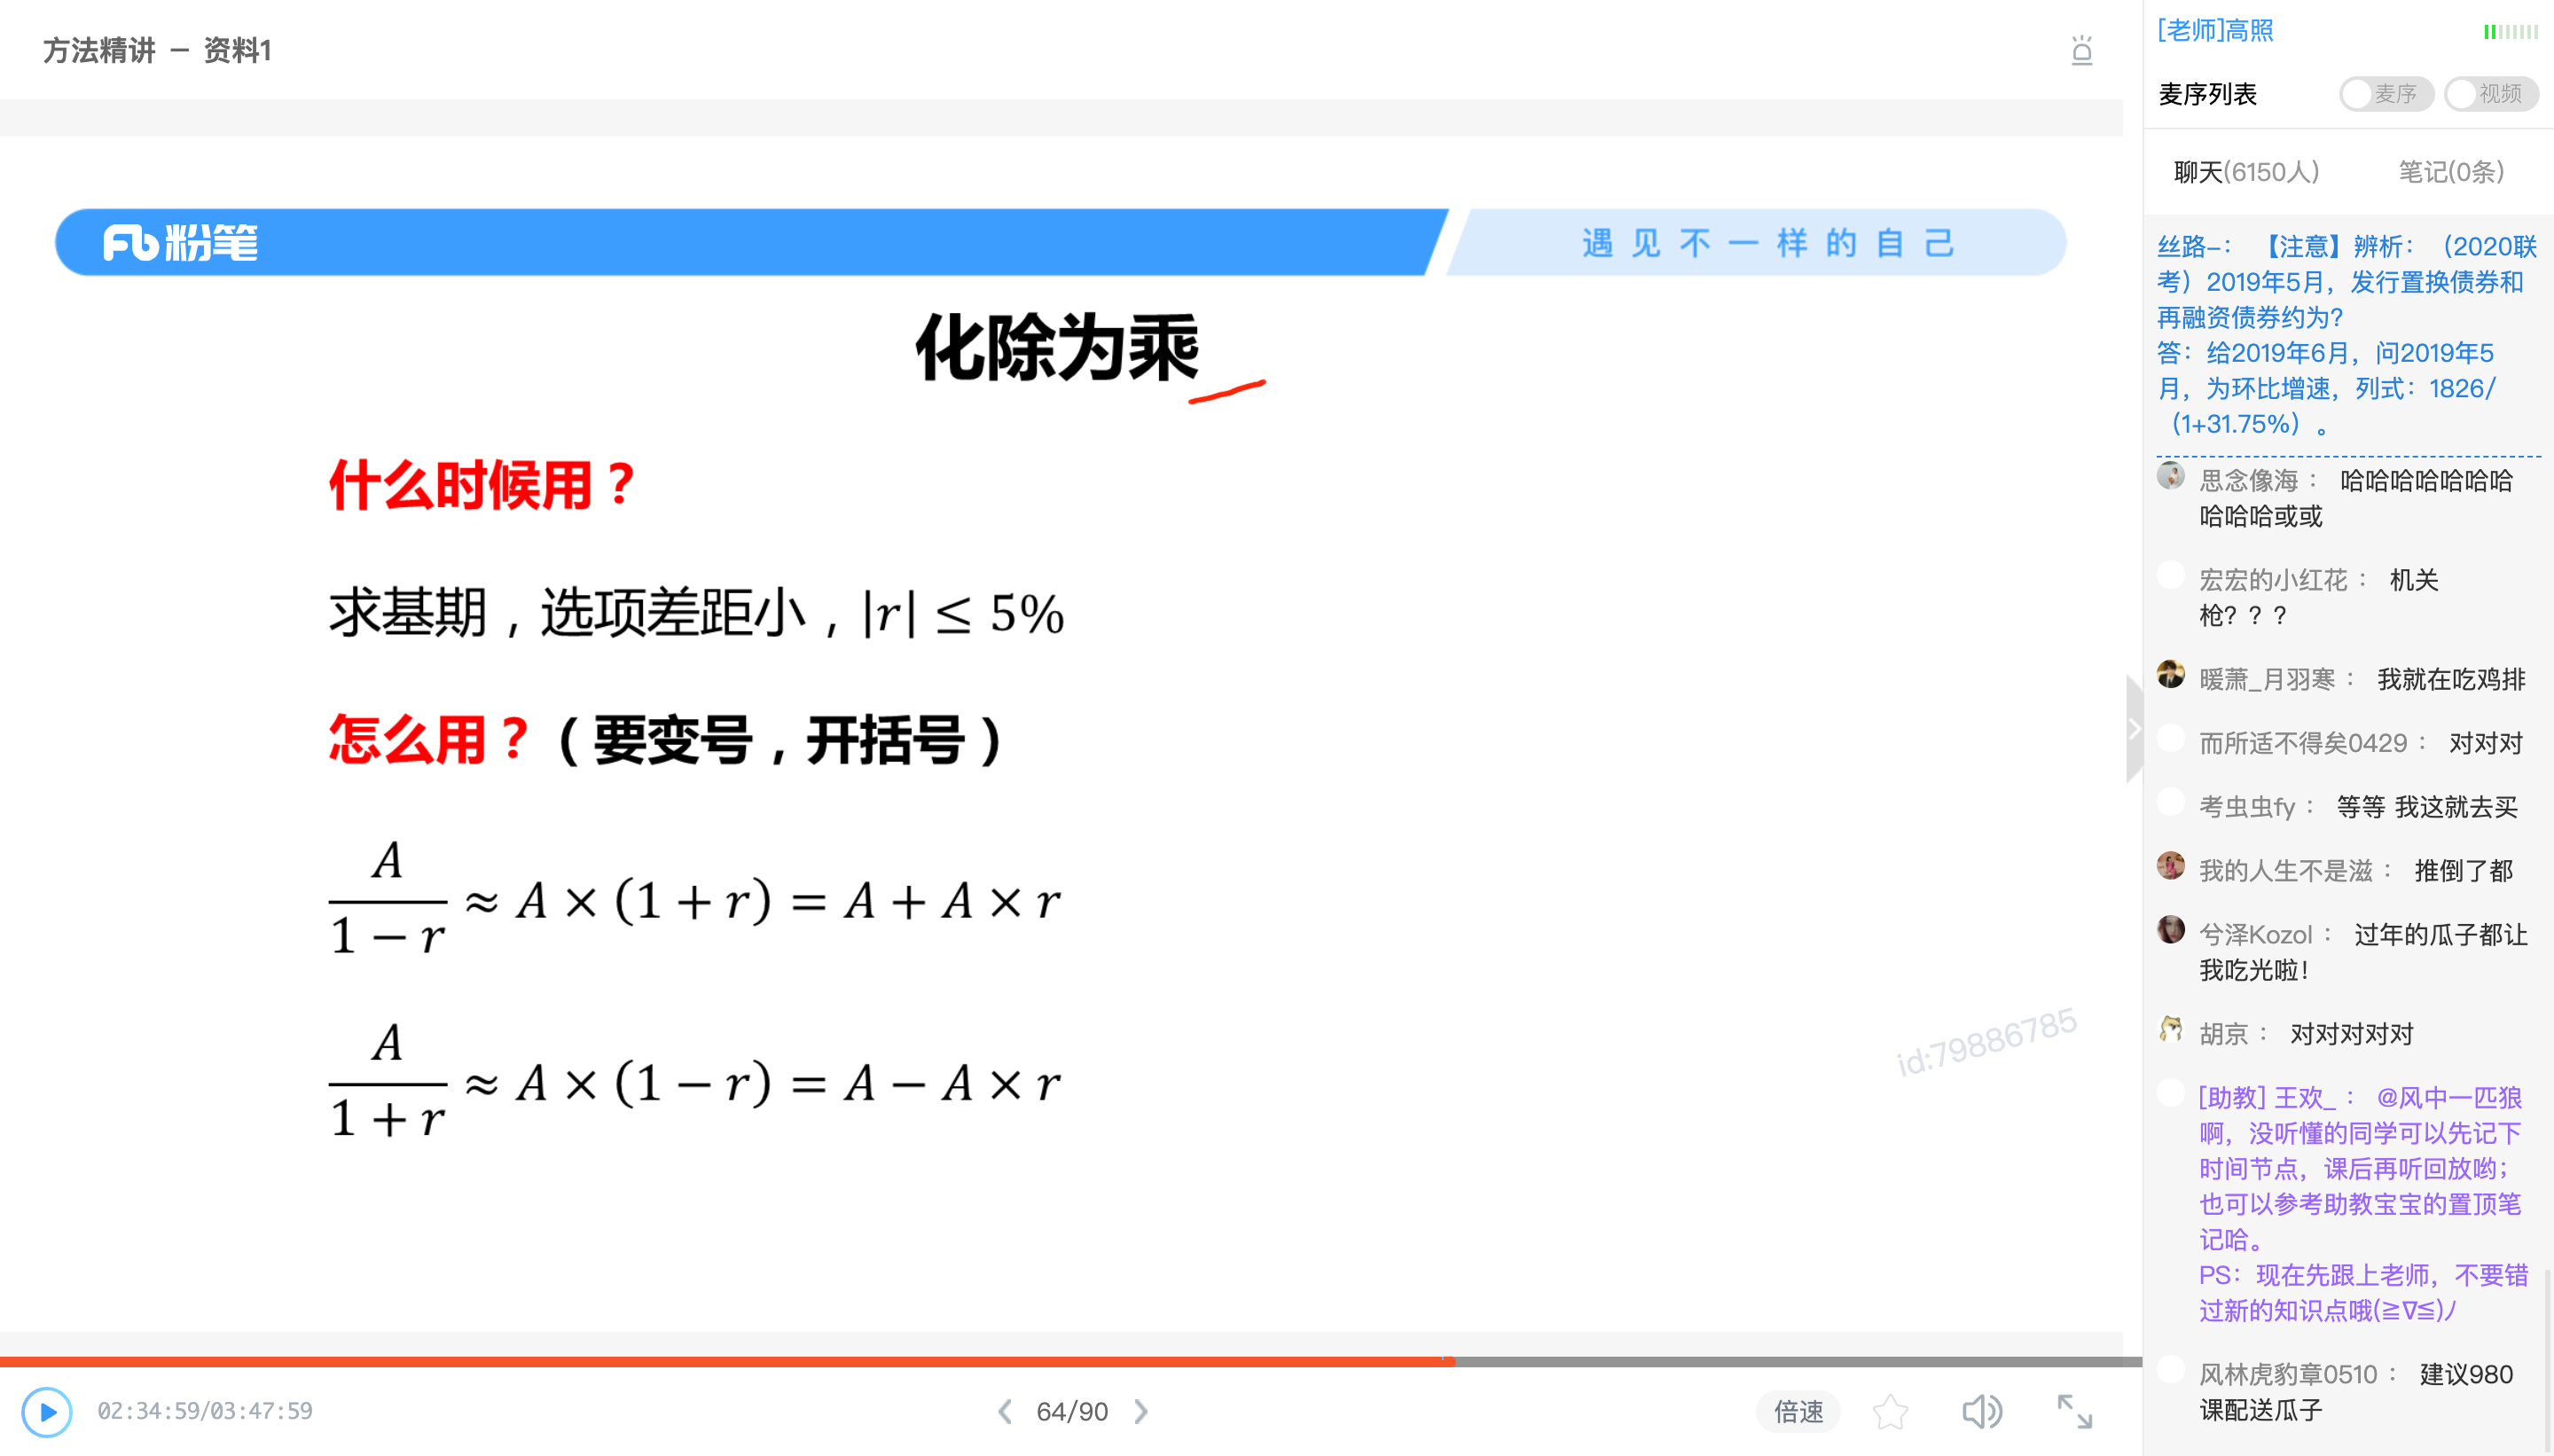 方法精讲 － 资料1
Fb粉笔
遇见不一样的自己
化除为乘
什么时候用？
求基期，选项差距小，|r| ≤ 5%
怎么用？（要变号，开括号）
A/(1 − r) ≈ A × (1 + r) = A + A × r
A/(1 + r) ≈ A × (1 − r) = A − A × r
id:79886785
02:34:59/03:47:59
64/90
倍速
[老师]高照
麦序列表
麦序
视频
聊天(6150人)
笔记(0条)
丝路–： 【注意】辨析：（2020联
考）2019年5月，发行置换债券和
再融资债券约为?
答：给2019年6月，问2019年5
月，为环比增速，列式：1826/
（1+31.75%）。
思念像海： 哈哈哈哈哈哈哈
哈哈哈或或
宏宏的小红花： 机关
枪？？？
暖萧_月羽寒： 我就在吃鸡排
而所适不得矣0429： 对对对
考虫虫fy： 等等 我这就去买
我的人生不是滋： 推倒了都
兮泽Kozol： 过年的瓜子都让
我吃光啦！
胡京： 对对对对对
[助教] 王欢_： @风中一匹狼
啊，没听懂的同学可以先记下
时间节点，课后再听回放哟；
也可以参考助教宝宝的置顶笔
记哈。
PS：现在先跟上老师，不要错
过新的知识点哦(≧∇≦)ﾉ
风林虎豹章0510： 建议980
课配送瓜子